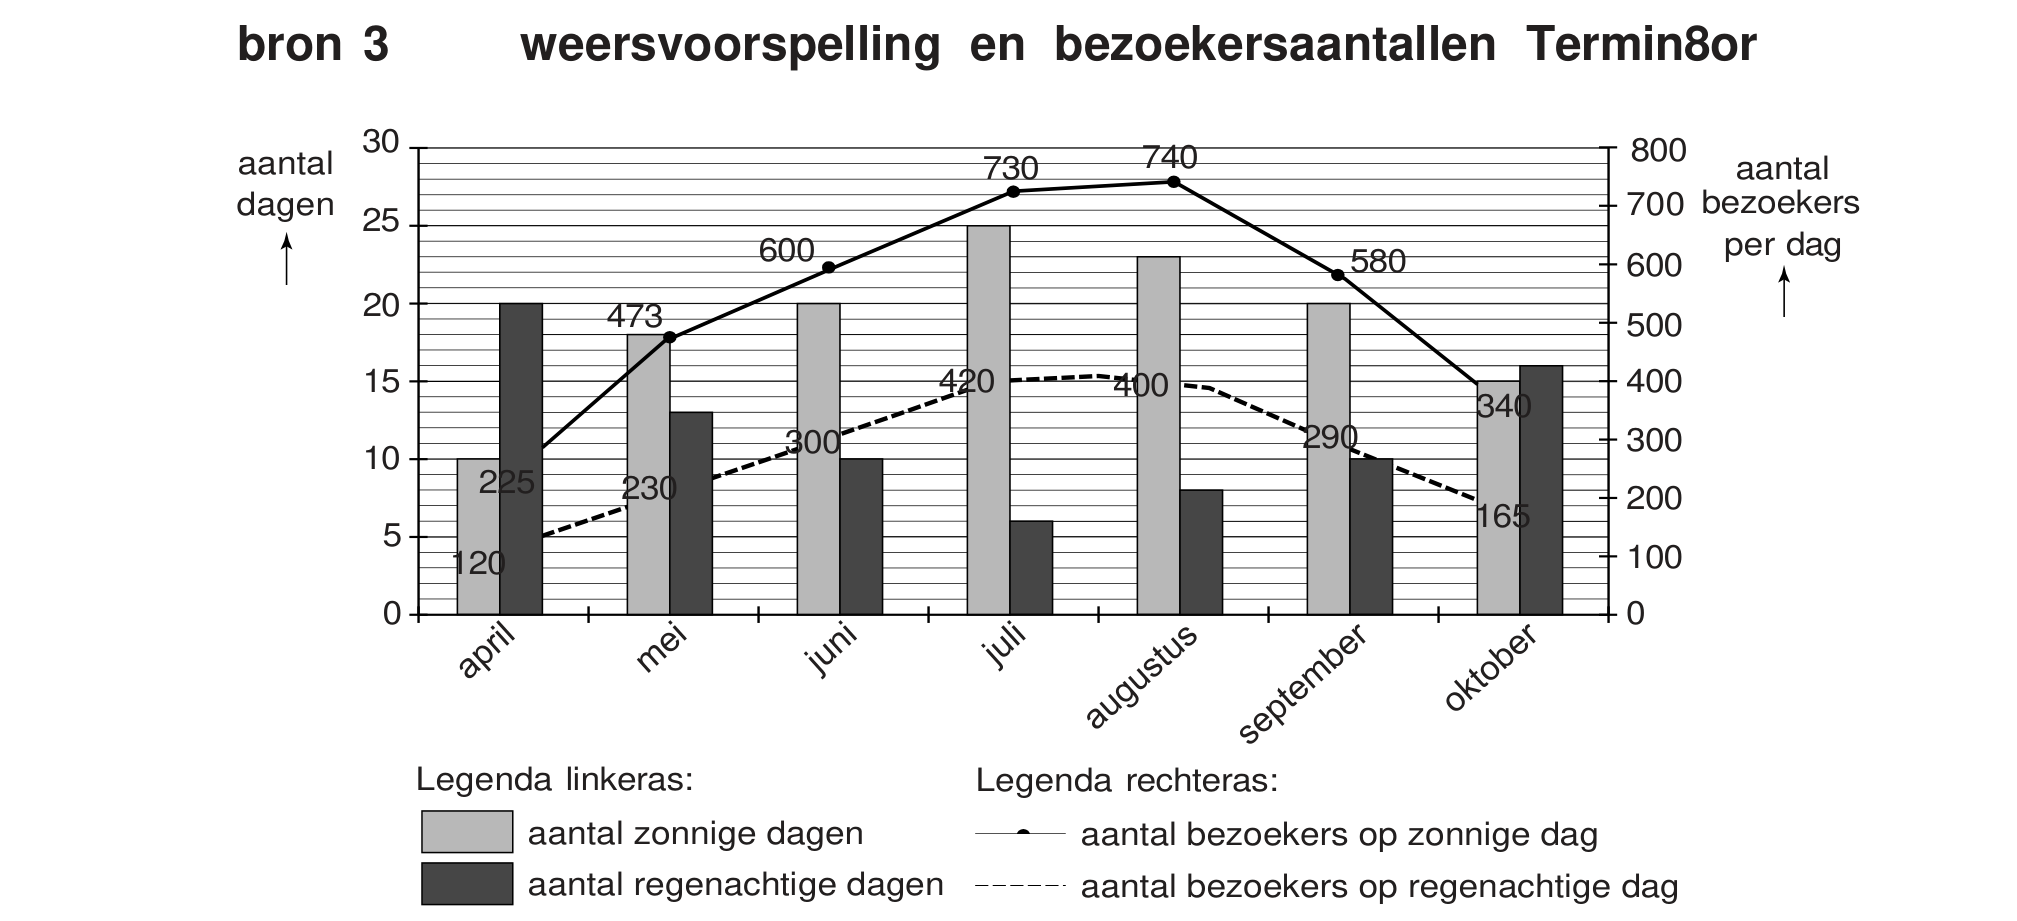 bron 3 weersvoorspelling en bezoekersaantallen Termin8or
aantal
dagen
30
25
20
15
10
5
0
800
700
600
500
400
300
200
100
0
aantal
bezoekers
per dag
225
473
600
730
740
580
340
120
230
300
420
400
290
165
april
mei
juni
juli
augustus
september
oktober
Legenda linkeras:
aantal zonnige dagen
aantal regenachtige dagen
Legenda rechteras:
aantal bezoekers op zonnige dag
aantal bezoekers op regenachtige dag